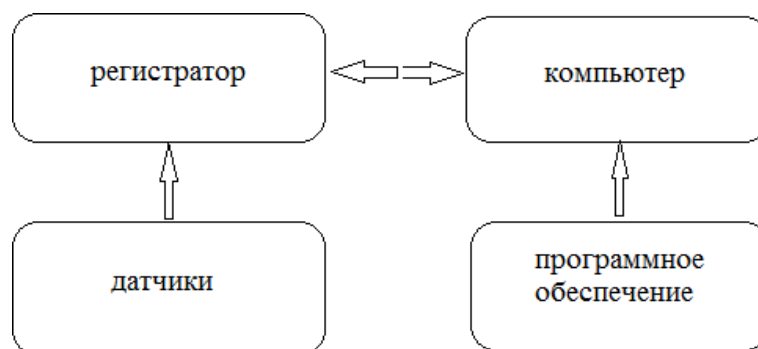 регистратор
компьютер
датчики
программное
обеспечение